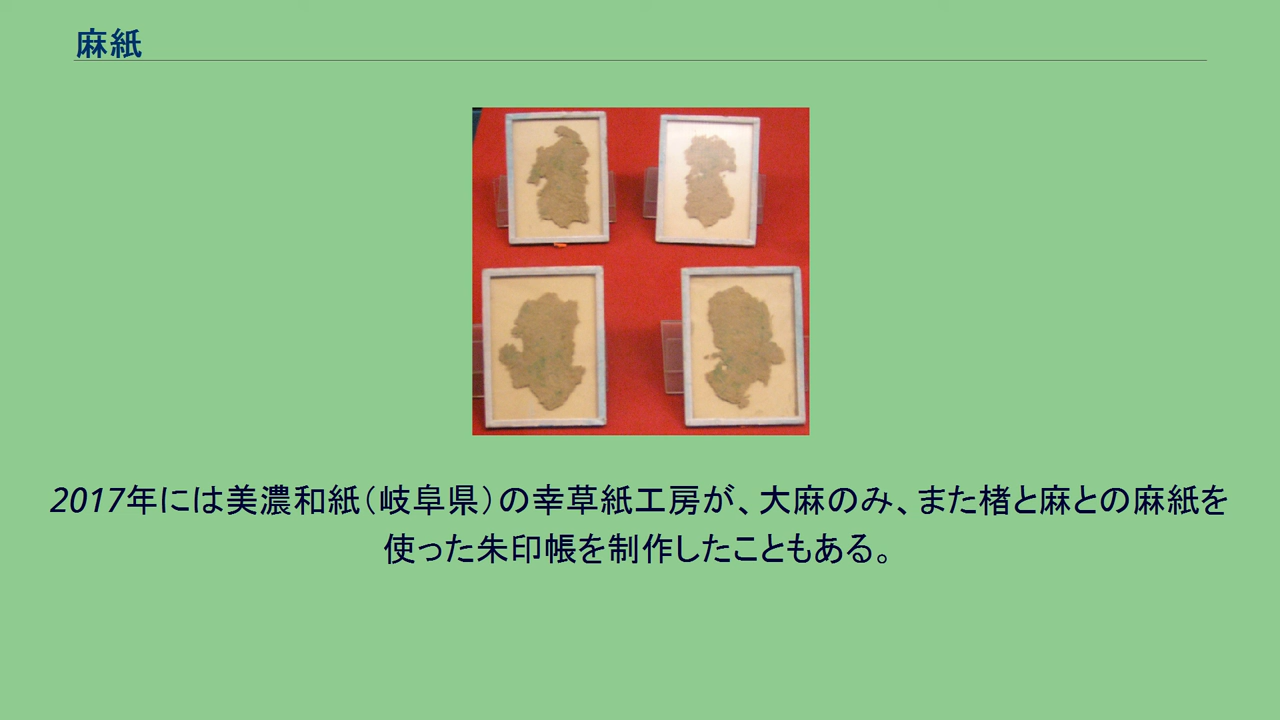 麻紙
2017年には美濃和紙（岐阜県）の幸草紙工房が、大麻のみ、また楮と麻との麻紙を
使った朱印帳を制作したこともある。